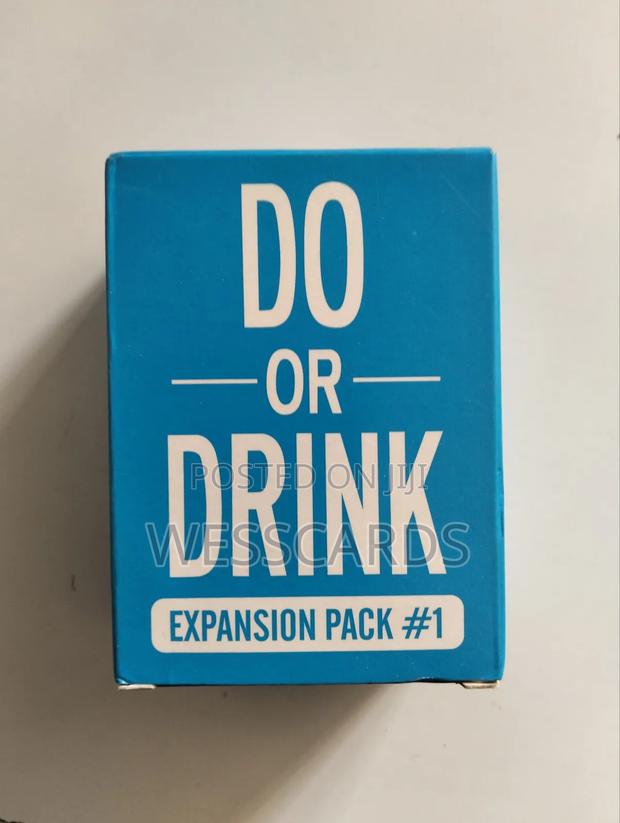 DO
OR
DRINK
POSTED ON JIJI
WESSCARDS
EXPANSION PACK #1